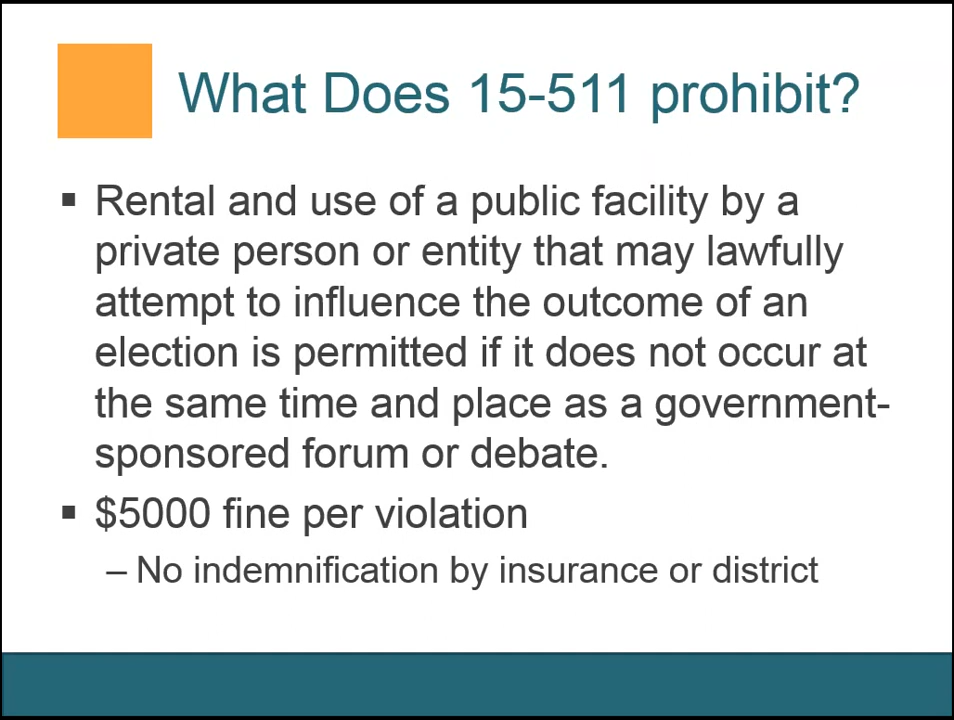 What Does 15-511 prohibit?
▪ Rental and use of a public facility by a
private person or entity that may lawfully
attempt to influence the outcome of an
election is permitted if it does not occur at
the same time and place as a government-
sponsored forum or debate.
▪ $5000 fine per violation
– No indemnification by insurance or district